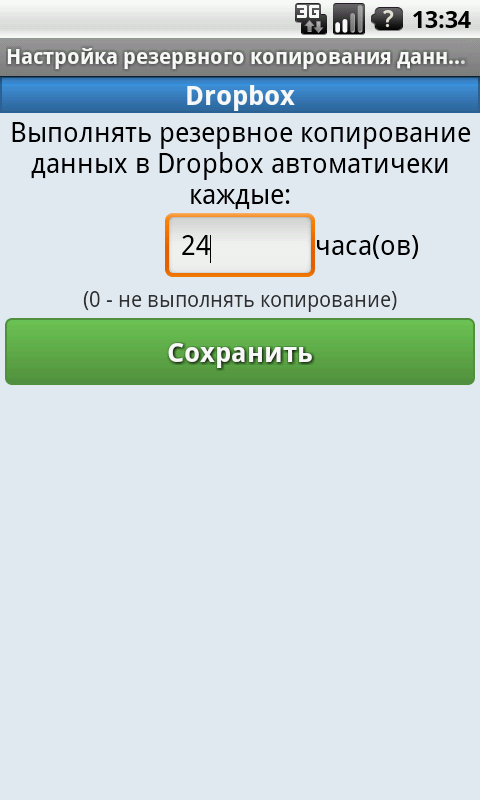 3G ? 13:34
Настройка резервного копирования данн...
Dropbox
Выполнять резервное копирование
данных в Dropbox автоматичеки
каждые:
24 часа(ов)
(0 - не выполнять копирование)
Сохранить